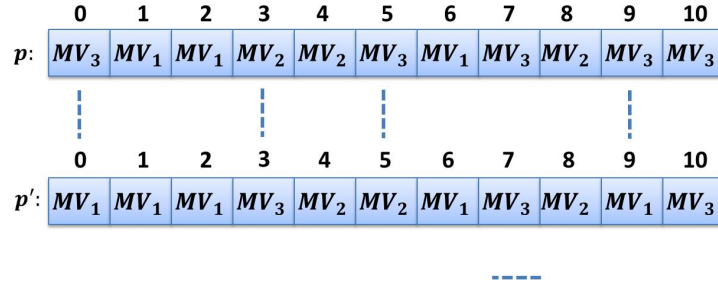 0 1 2 3 4 5 6 7 8 9 10
p: MV₃ MV₁ MV₁ MV₂ MV₂ MV₃ MV₁ MV₃ MV₂ MV₃ MV₃
0 1 2 3 4 5 6 7 8 9 10
p′: MV₁ MV₁ MV₁ MV₃ MV₂ MV₂ MV₁ MV₃ MV₂ MV₁ MV₃